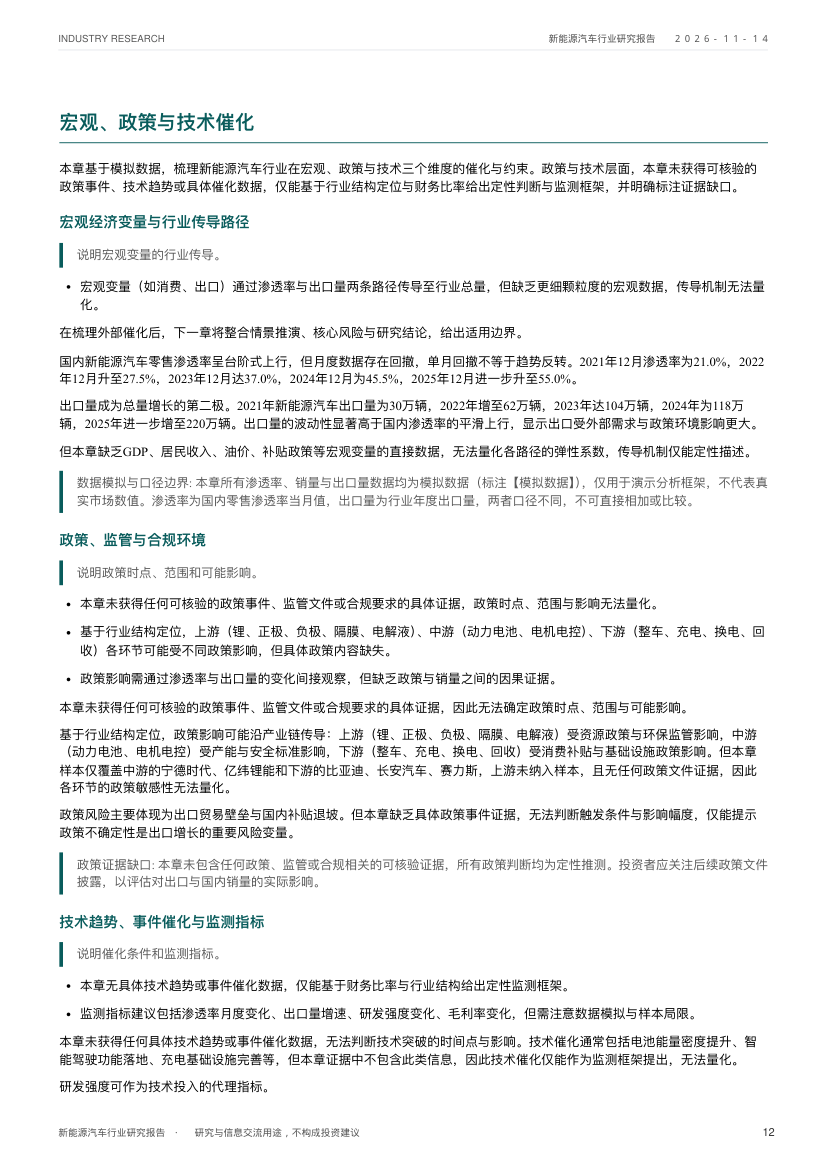 INDUSTRY RESEARCH 新能源汽车行业研究报告 2026-11-14
宏观、政策与技术催化
本章基于模拟数据，梳理新能源汽车行业在宏观、政策与技术三个维度的催化与约束。政策与技术层面，本章未获得可核验的
政策事件、技术趋势或具体催化数据，仅能基于行业结构定位与财务比率给出定性判断与监测框架，并明确标注证据缺口。
宏观经济变量与行业传导路径
说明宏观变量的行业传导。
• 宏观变量（如消费、出口）通过渗透率与出口量两条路径传导至行业总量，但缺乏更细颗粒度的宏观数据，传导机制无法量
化。
在梳理外部催化后，下一章将整合情景推演、核心风险与研究结论，给出适用边界。
国内新能源汽车零售渗透率呈台阶式上行，但月度数据存在回撤，单月回撤不等于趋势反转。2021年12月渗透率为21.0%，2022
年12月升至27.5%，2023年12月达37.0%，2024年12月为45.5%，2025年12月进一步升至55.0%。
出口量成为总量增长的第二极。2021年新能源汽车出口量为30万辆，2022年增至62万辆，2023年达104万辆，2024年为118万
辆，2025年进一步增至220万辆。出口量的波动性显著高于国内渗透率的平滑上行，显示出口受外部需求与政策环境影响更大。
但本章缺乏GDP、居民收入、油价、补贴政策等宏观变量的直接数据，无法量化各路径的弹性系数，传导机制仅能定性描述。
数据模拟与口径边界: 本章所有渗透率、销量与出口量数据均为模拟数据（标注【模拟数据】），仅用于演示分析框架，不代表真
实市场数值。渗透率为国内零售渗透率当月值，出口量为行业年度出口量，两者口径不同，不可直接相加或比较。
政策、监管与合规环境
说明政策时点、范围和可能影响。
• 本章未获得任何可核验的政策事件、监管文件或合规要求的具体证据，政策时点、范围与影响无法量化。
• 基于行业结构定位，上游（锂、正极、负极、隔膜、电解液）、中游（动力电池、电机电控）、下游（整车、充电、换电、回
收）各环节可能受不同政策影响，但具体政策内容缺失。
• 政策影响需通过渗透率与出口量的变化间接观察，但缺乏政策与销量之间的因果证据。
本章未获得任何可核验的政策事件、监管文件或合规要求的具体证据，因此无法确定政策时点、范围与可能影响。
基于行业结构定位，政策影响可能沿产业链传导：上游（锂、正极、负极、隔膜、电解液）受资源政策与环保监管影响，中游
（动力电池、电机电控）受产能与安全标准影响，下游（整车、充电、换电、回收）受消费补贴与基础设施政策影响。但本章
样本仅覆盖中游的宁德时代、亿纬锂能和下游的比亚迪、长安汽车、赛力斯，上游未纳入样本，且无任何政策文件证据，因此
各环节的政策敏感性无法量化。
政策风险主要体现为出口贸易壁垒与国内补贴退坡。但本章缺乏具体政策事件证据，无法判断触发条件与影响幅度，仅能提示
政策不确定性是出口增长的重要风险变量。
政策证据缺口: 本章未包含任何政策、监管或合规相关的可核验证据，所有政策判断均为定性推测。投资者应关注后续政策文件
披露，以评估对出口与国内销量的实际影响。
技术趋势、事件催化与监测指标
说明催化条件和监测指标。
• 本章无具体技术趋势或事件催化数据，仅能基于财务比率与行业结构给出定性监测框架。
• 监测指标建议包括渗透率月度变化、出口量增速、研发强度变化、毛利率变化，但需注意数据模拟与样本局限。
本章未获得任何具体技术趋势或事件催化数据，无法判断技术突破的时间点与影响。技术催化通常包括电池能量密度提升、智
能驾驶功能落地、充电基础设施完善等，但本章证据中不包含此类信息，因此技术催化仅能作为监测框架提出，无法量化。
研发强度可作为技术投入的代理指标。
新能源汽车行业研究报告 · 研究与信息交流用途，不构成投资建议 12